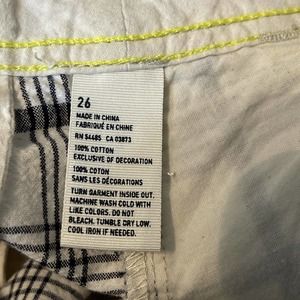 26
MADE IN CHINA
FABRIQUÉ EN CHINE
RN 54485 CA 03873
100% COTTON
EXCLUSIVE OF DECORATION
100% COTON
SANS LES DÉCORATIONS
TURN GARMENT INSIDE OUT.
MACHINE WASH COLD WITH
LIKE COLORS. DO NOT
BLEACH. TUMBLE DRY LOW.
COOL IRON IF NEEDED.